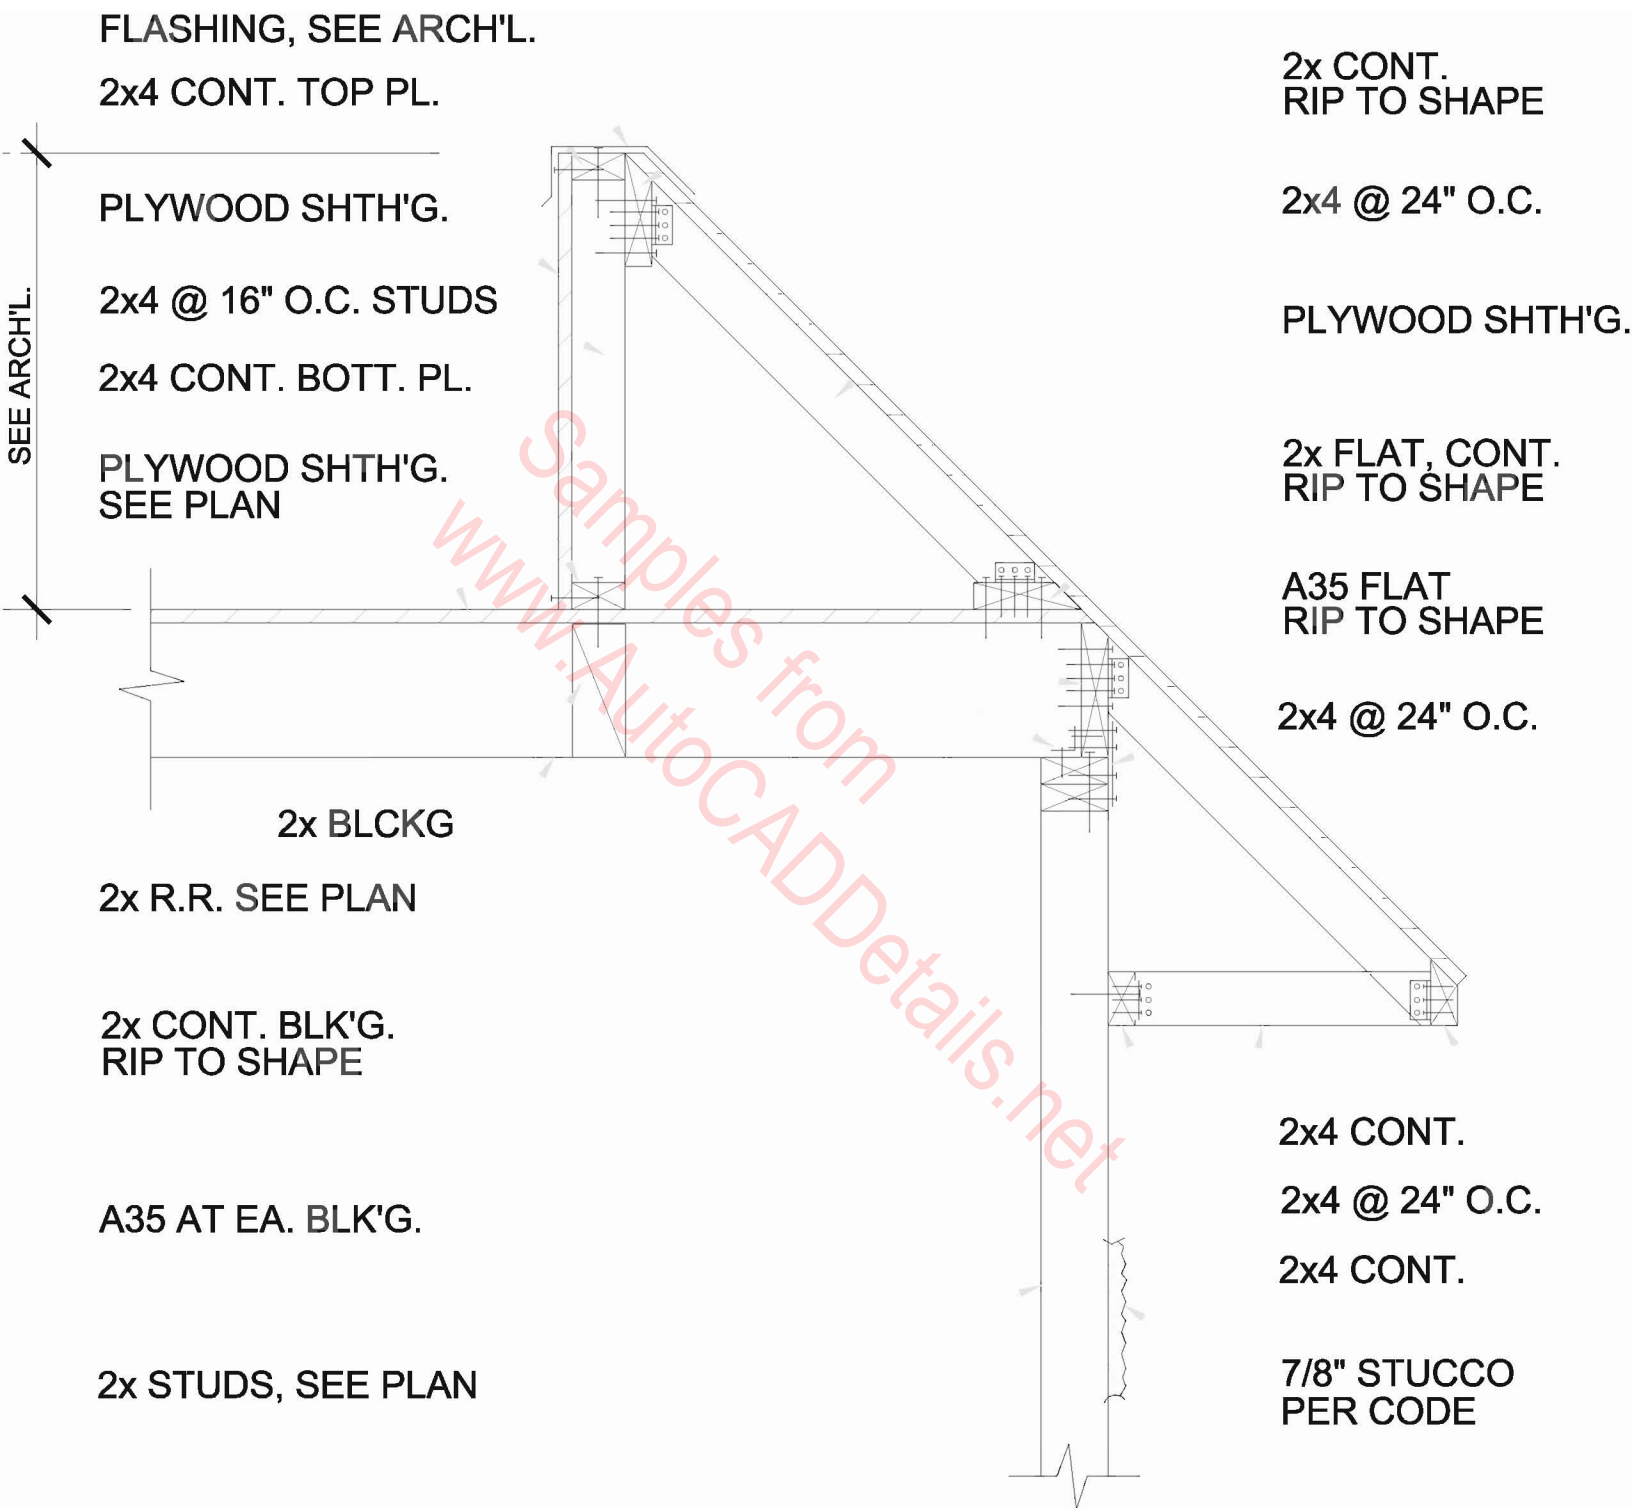 FLASHING, SEE ARCH'L.
2x4 CONT. TOP PL.
PLYWOOD SHTH'G.
2x4 @ 16" O.C. STUDS
2x4 CONT. BOTT. PL.
PLYWOOD SHTH'G.
SEE PLAN
SEE ARCH'L.
2x BLCKG
2x R.R. SEE PLAN
2x CONT. BLK'G.
RIP TO SHAPE
A35 AT EA. BLK'G.
2x STUDS, SEE PLAN
2x CONT.
RIP TO SHAPE
2x4 @ 24" O.C.
PLYWOOD SHTH'G.
2x FLAT, CONT.
RIP TO SHAPE
A35 FLAT
RIP TO SHAPE
2x4 @ 24" O.C.
2x4 CONT.
2x4 @ 24" O.C.
2x4 CONT.
7/8" STUCCO
PER CODE
Samples from
www.AutoCADDetails.net